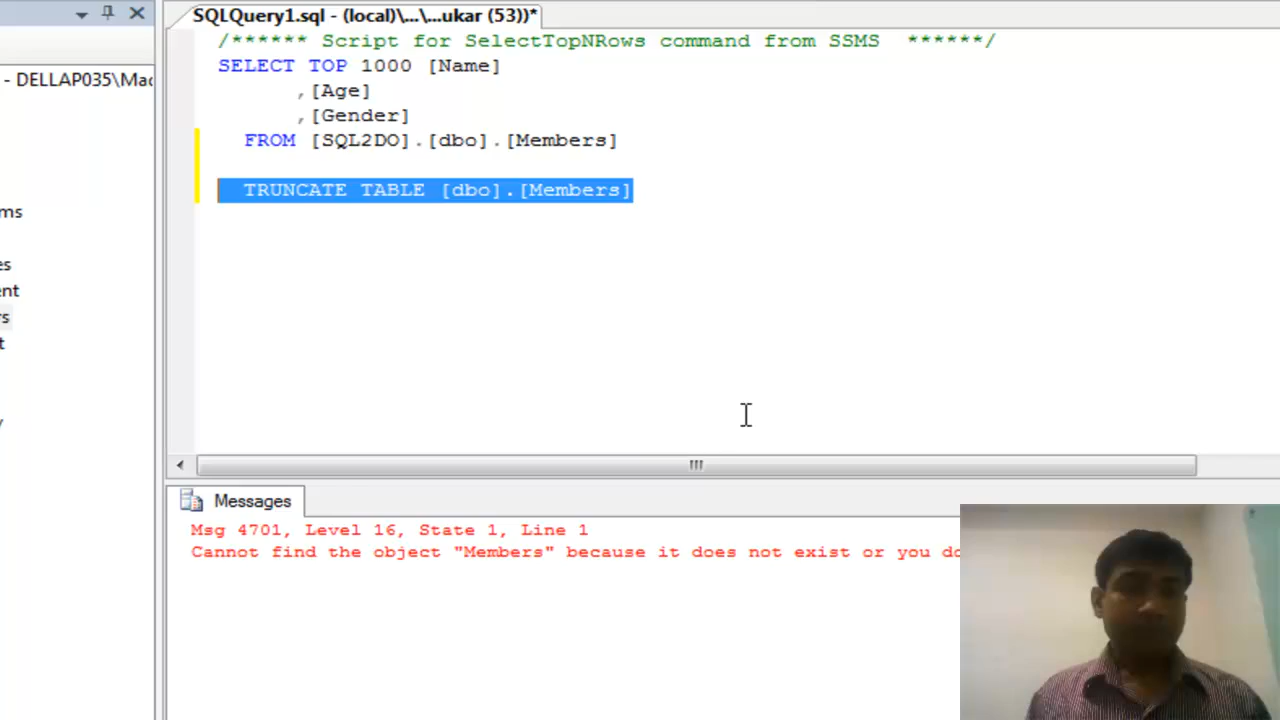 SQLQuery1.sql - (local)\...\...ukar (53))*
- DELLAP035\Mac
/****** Script for SelectTopNRows command from SSMS ******/
SELECT TOP 1000 [Name]
,[Age]
,[Gender]
FROM [SQL2DO].[dbo].[Members]
TRUNCATE TABLE [dbo].[Members]
ms
es
ent
rs
t
y
Messages
Msg 4701, Level 16, State 1, Line 1
Cannot find the object "Members" because it does not exist or you do